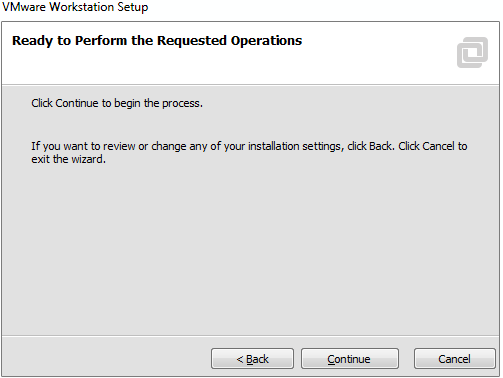 VMware Workstation Setup
Ready to Perform the Requested Operations
Click Continue to begin the process.
If you want to review or change any of your installation settings, click Back. Click Cancel to
exit the wizard.
< Back
Continue
Cancel